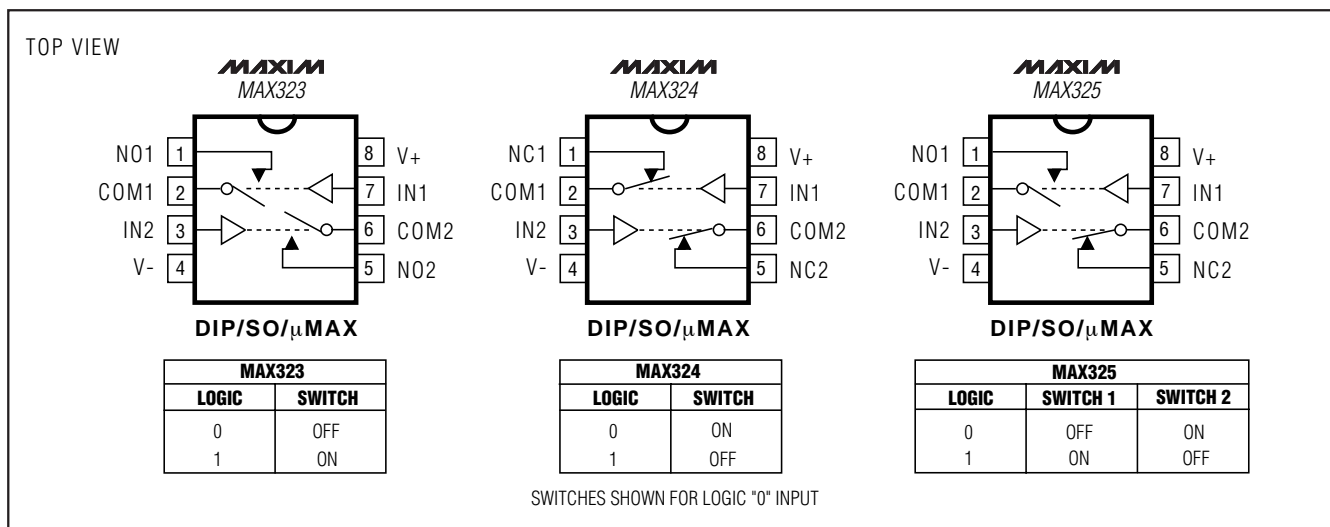 TOP VIEW
MAXIM
MAX323
NO1 1
COM1 2
IN2 3
V- 4
8 V+
7 IN1
6 COM2
5 NO2
DIP/SO/μMAX
MAX323
LOGIC SWITCH
0 OFF
1 ON
MAXIM
MAX324
NC1 1
COM1 2
IN2 3
V- 4
8 V+
7 IN1
6 COM2
5 NC2
DIP/SO/μMAX
MAX324
LOGIC SWITCH
0 ON
1 OFF
MAXIM
MAX325
NO1 1
COM1 2
IN2 3
V- 4
8 V+
7 IN1
6 COM2
5 NC2
DIP/SO/μMAX
MAX325
LOGIC SWITCH 1 SWITCH 2
0 OFF ON
1 ON OFF
SWITCHES SHOWN FOR LOGIC "0" INPUT